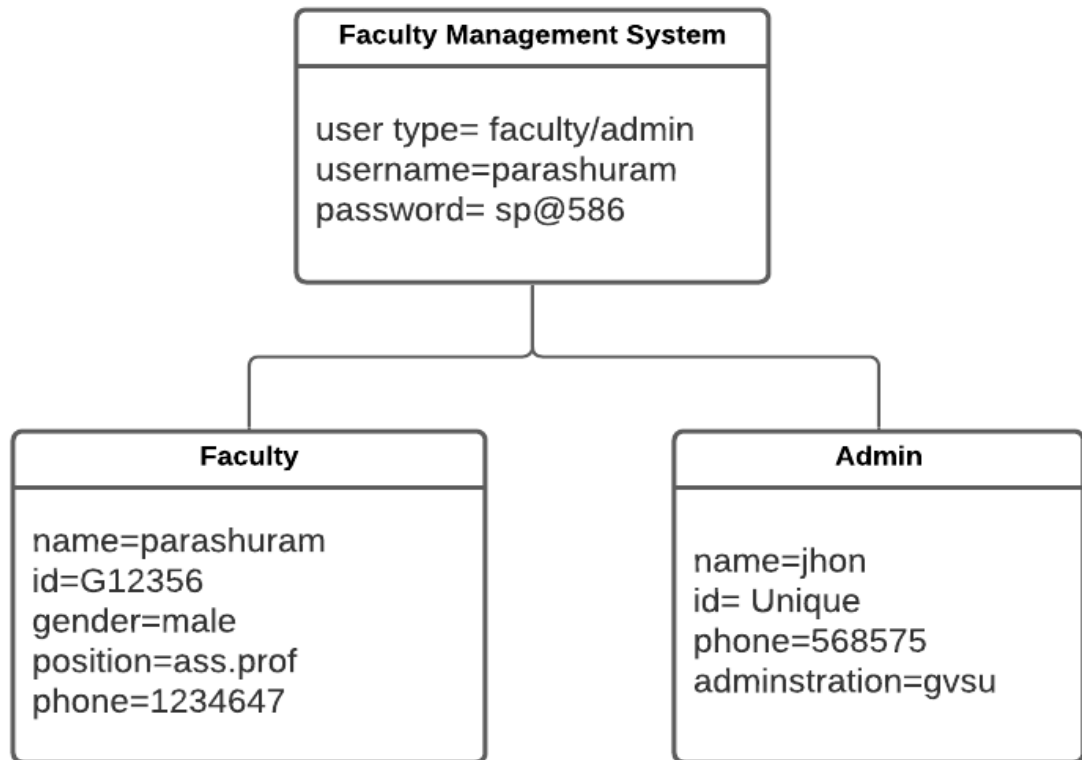 Faculty Management System
user type= faculty/admin
username=parashuram
password= sp@586
Faculty
name=parashuram
id=G12356
gender=male
position=ass.prof
phone=1234647
Admin
name=jhon
id= Unique
phone=568575
adminstration=gvsu